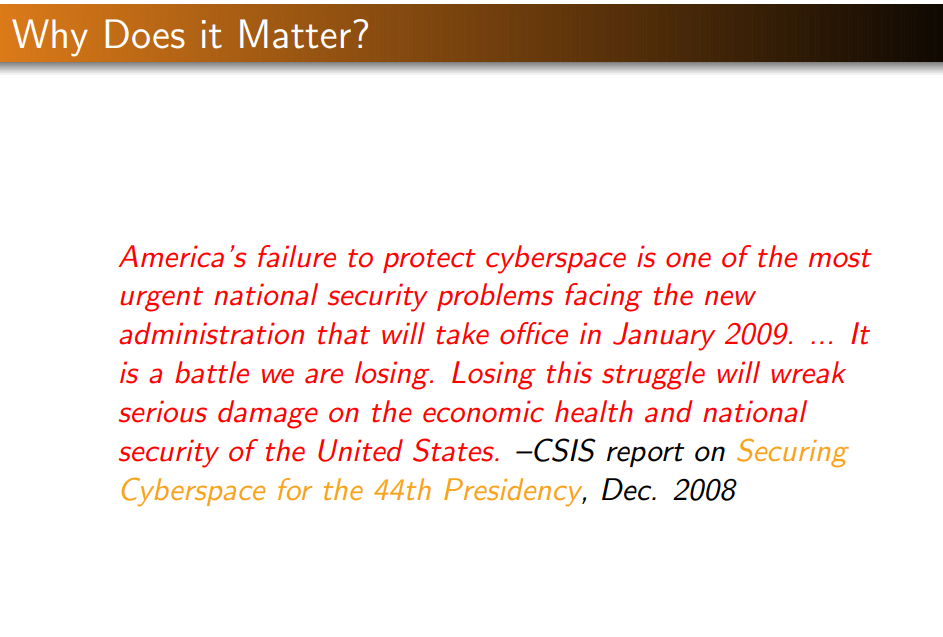 Why Does it Matter?
America's failure to protect cyberspace is one of the most
urgent national security problems facing the new
administration that will take office in January 2009. ... It
is a battle we are losing. Losing this struggle will wreak
serious damage on the economic health and national
security of the United States. –CSIS report on Securing
Cyberspace for the 44th Presidency, Dec. 2008